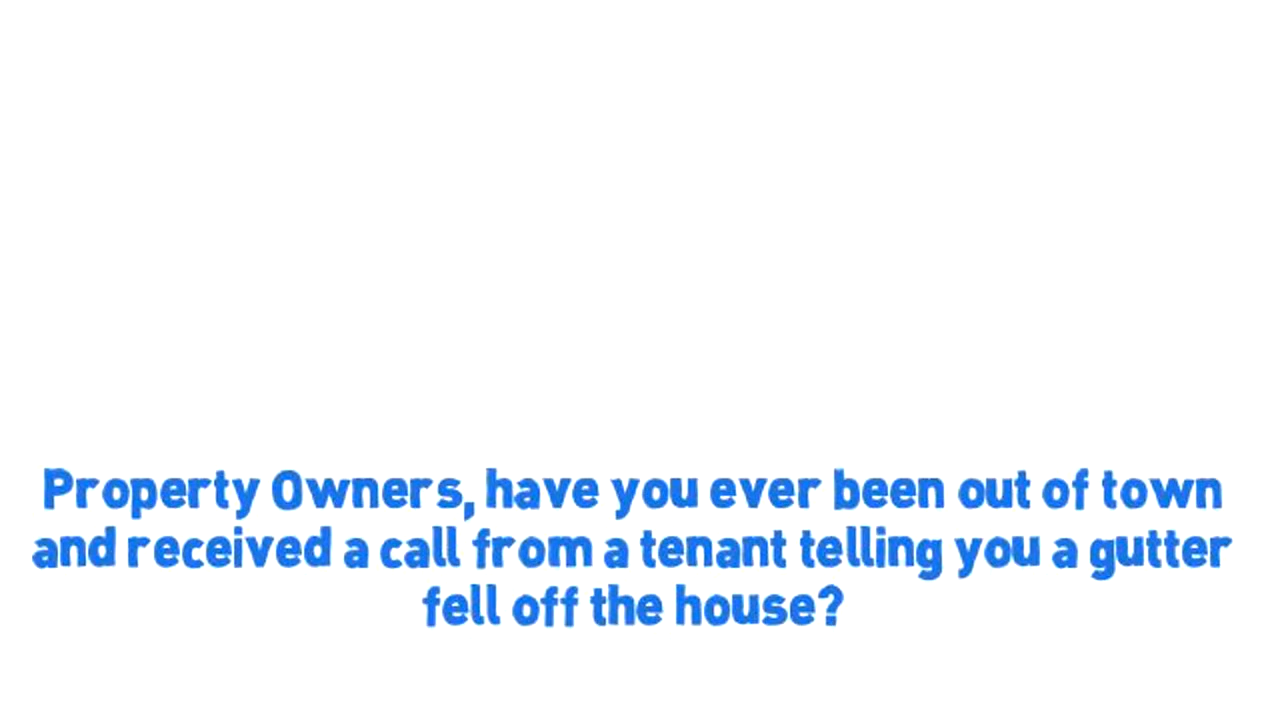 Property Owners, have you ever been out of town
and received a call from a tenant telling you a gutter
fell off the house?